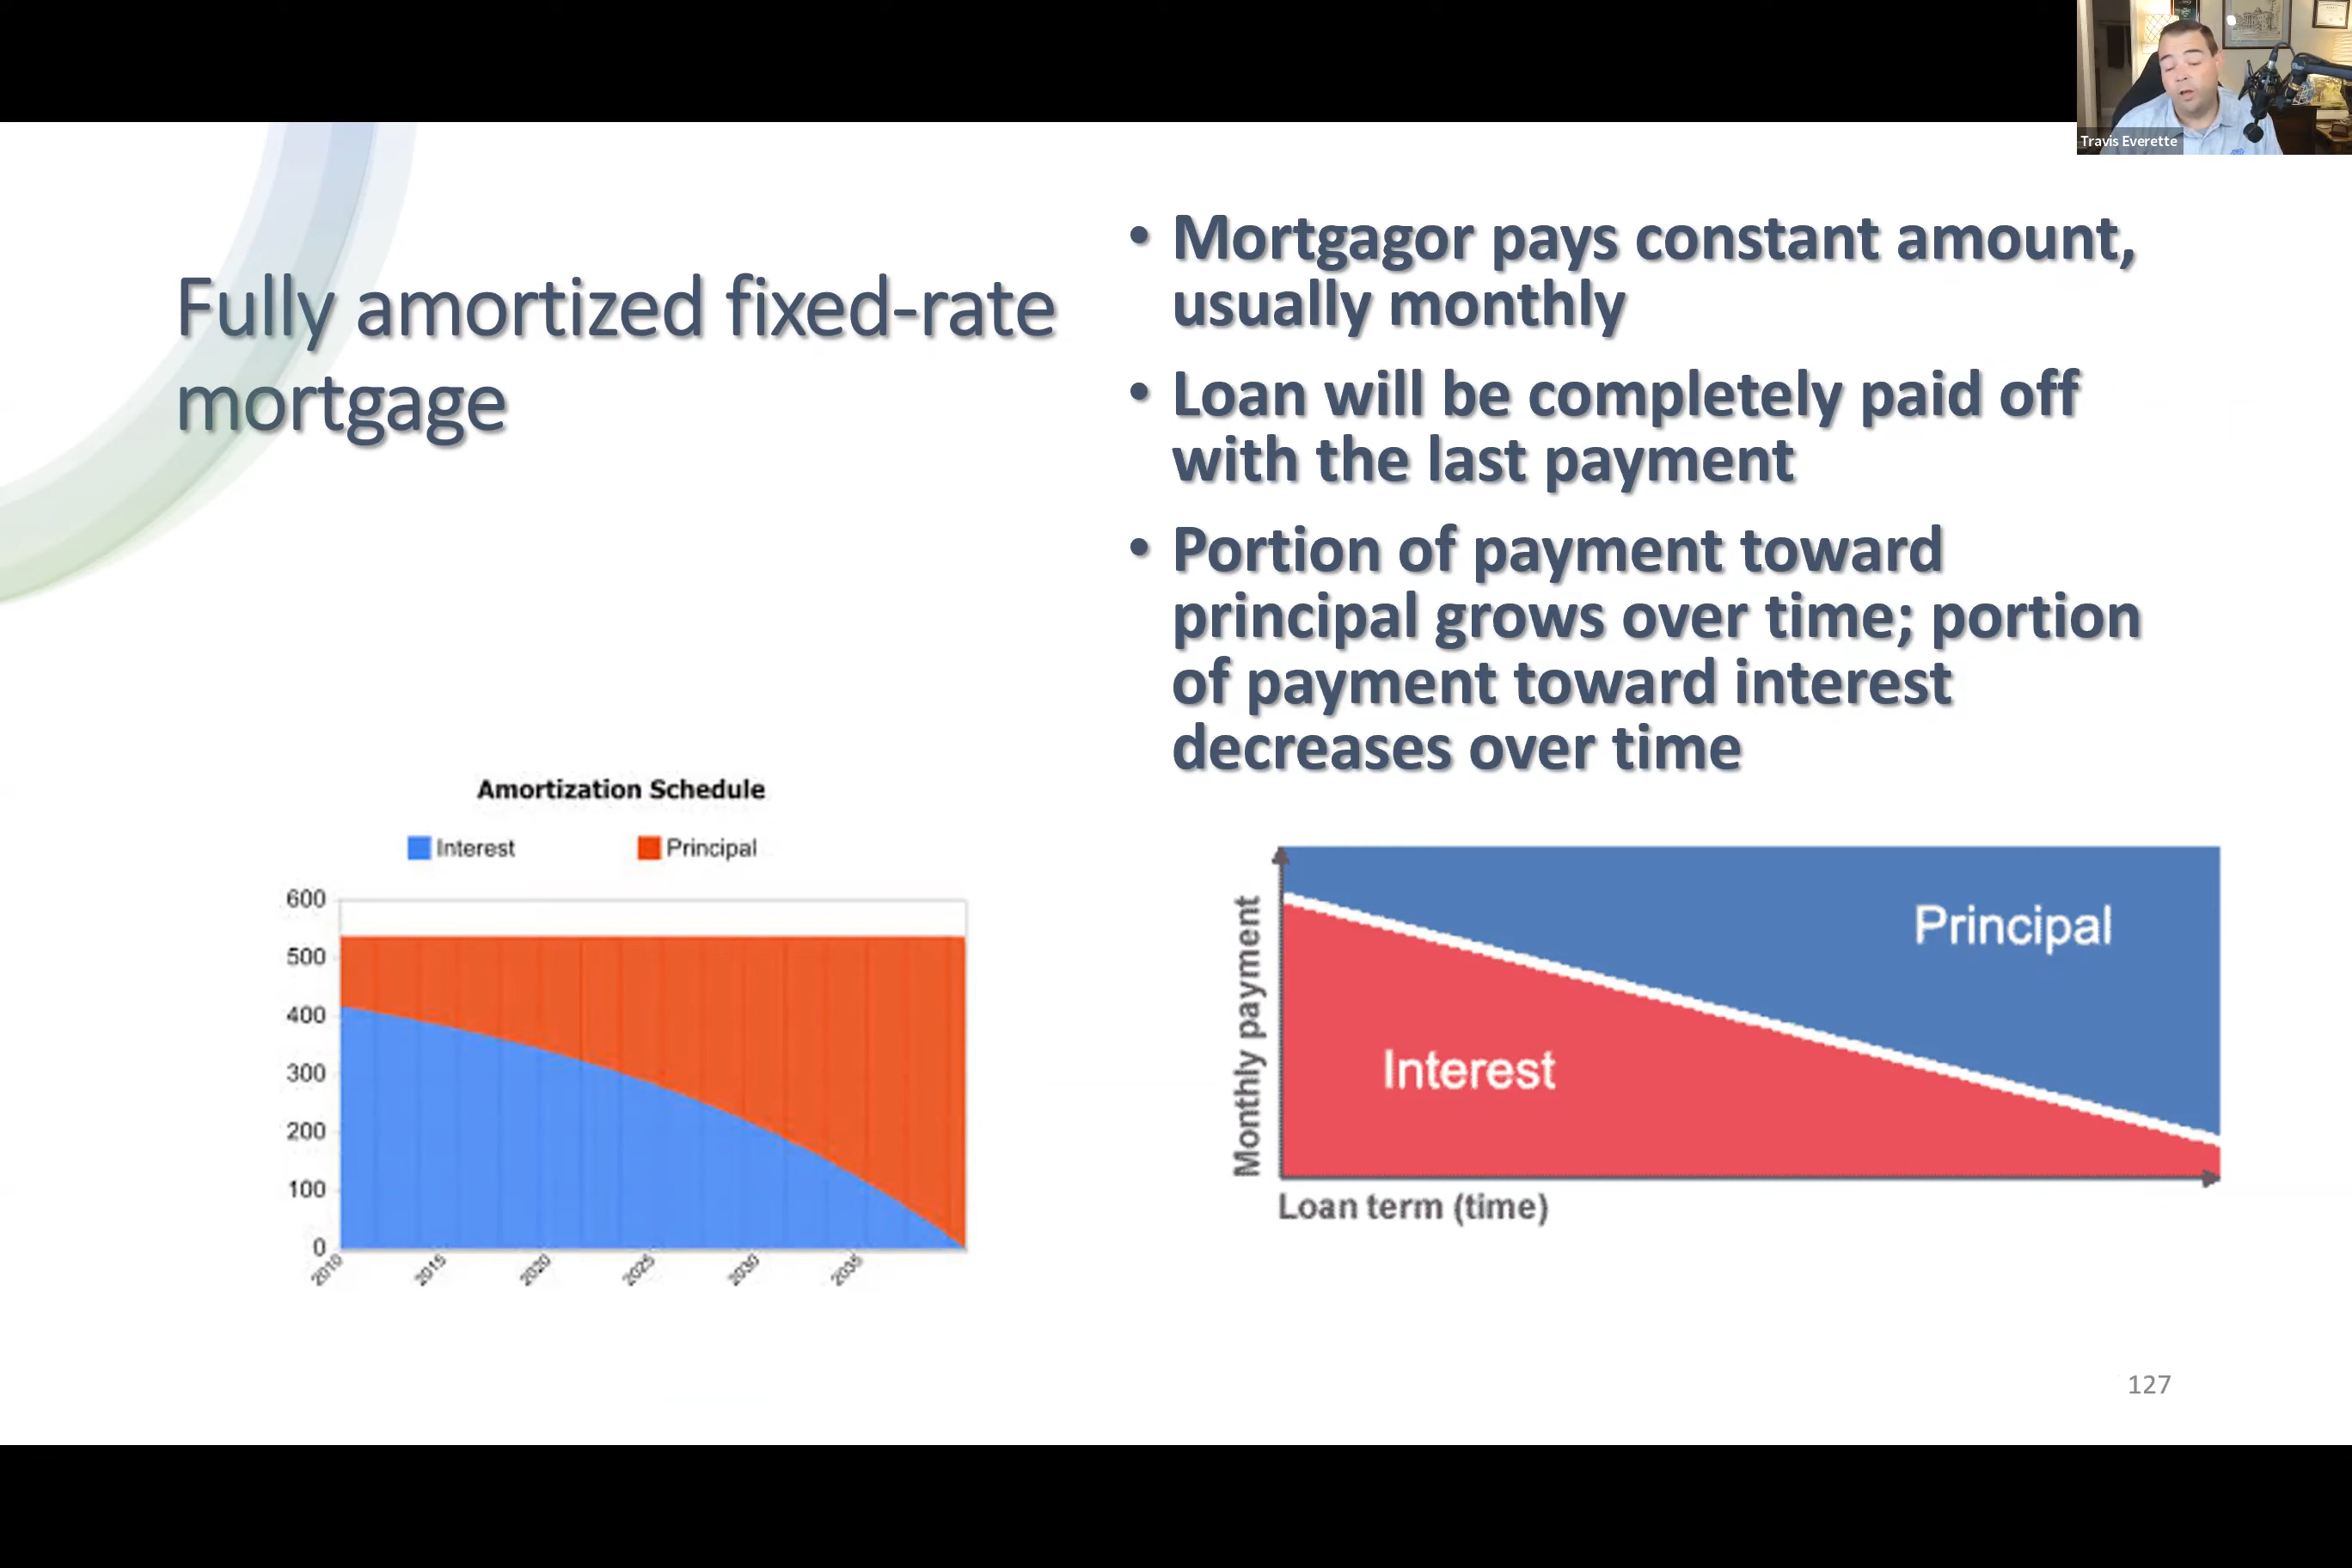 Travis Everette
Fully amortized fixed-rate
mortgage
• Mortgagor pays constant amount,
usually monthly
• Loan will be completely paid off
with the last payment
• Portion of payment toward
principal grows over time; portion
of payment toward interest
decreases over time
Amortization Schedule
Interest Principal
600
500
400
300
200
100
0
2010 2015 2020 2025 2030 2035
Monthly payment
Principal
Interest
Loan term (time)
127